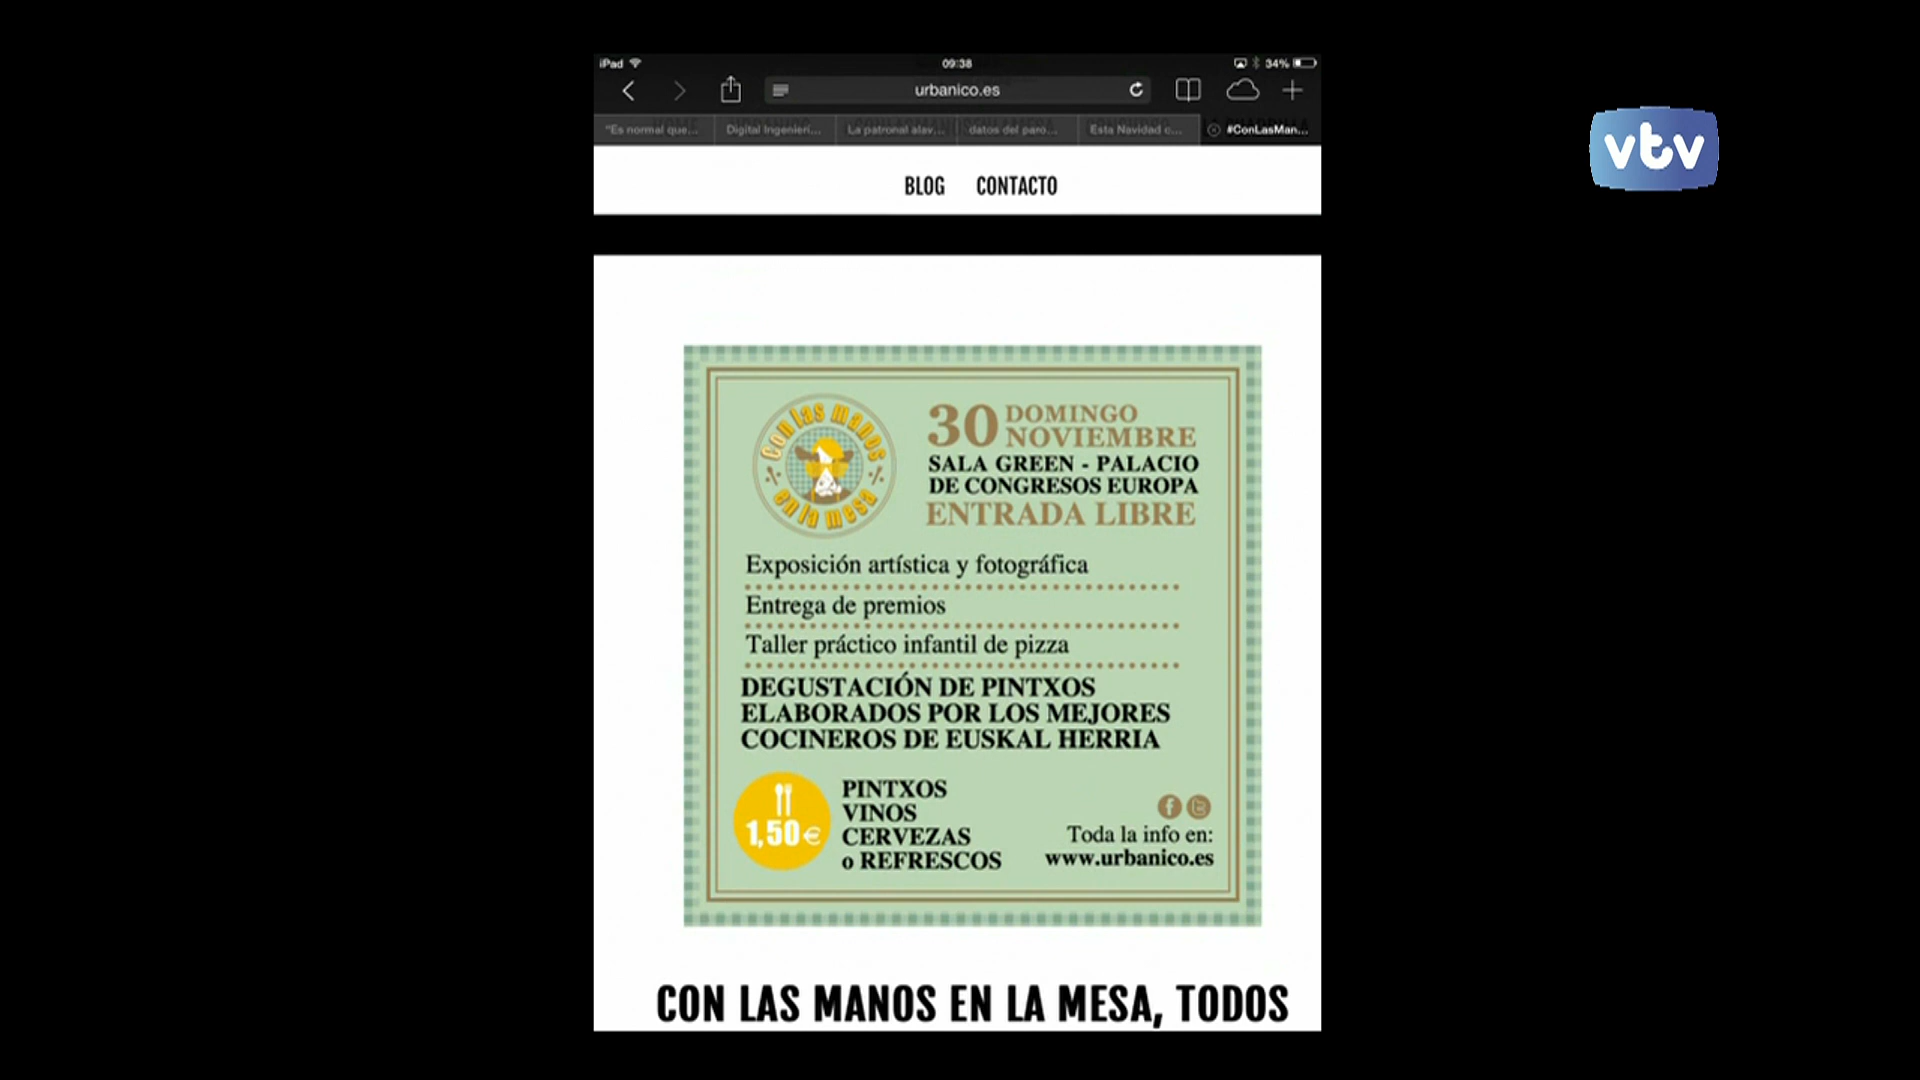 iPad
09:38
34%
urbanico.es
"Es normal que...
Digital Ingenieri...
La patronal alav...
datos del paro...
Esta Navidad c...
#ConLasMan...
vtv
BLOG CONTACTO
Con las manos
en la mesa
30 DOMINGO
NOVIEMBRE
SALA GREEN - PALACIO
DE CONGRESOS EUROPA
ENTRADA LIBRE
Exposición artística y fotográfica
Entrega de premios
Taller práctico infantil de pizza
DEGUSTACIÓN DE PINTXOS
ELABORADOS POR LOS MEJORES
COCINEROS DE EUSKAL HERRIA
1,50€
PINTXOS
VINOS
CERVEZAS
o REFRESCOS
Toda la info en:
www.urbanico.es
CON LAS MANOS EN LA MESA, TODOS